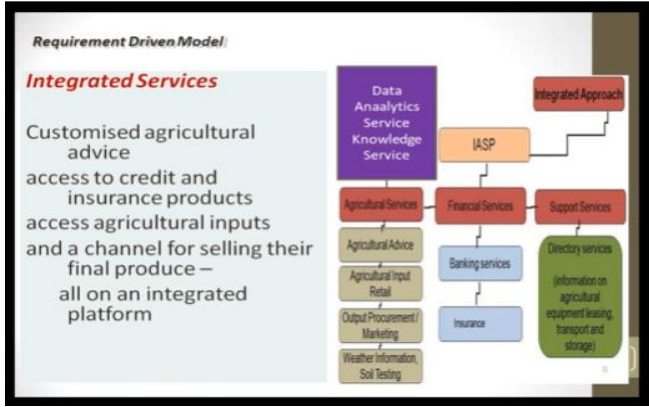 Requirement Driven Model
Integrated Services
Customised agricultural
advice
access to credit and
insurance products
access agricultural inputs
and a channel for selling their
final produce –
all on an integrated
platform
Data
Anaalytics
Service
Knowledge
Service
Integrated Approach
IASP
Agricultural Services
Financial Services
Support Services
Agricultural Advice
Agricultural Input
Retail
Output Procurement /
Marketing
Weather Information,
Soil Testing
Banking services
Insurance
Directory services
(information on
agricultural
equipment leasing,
transport and
storage)